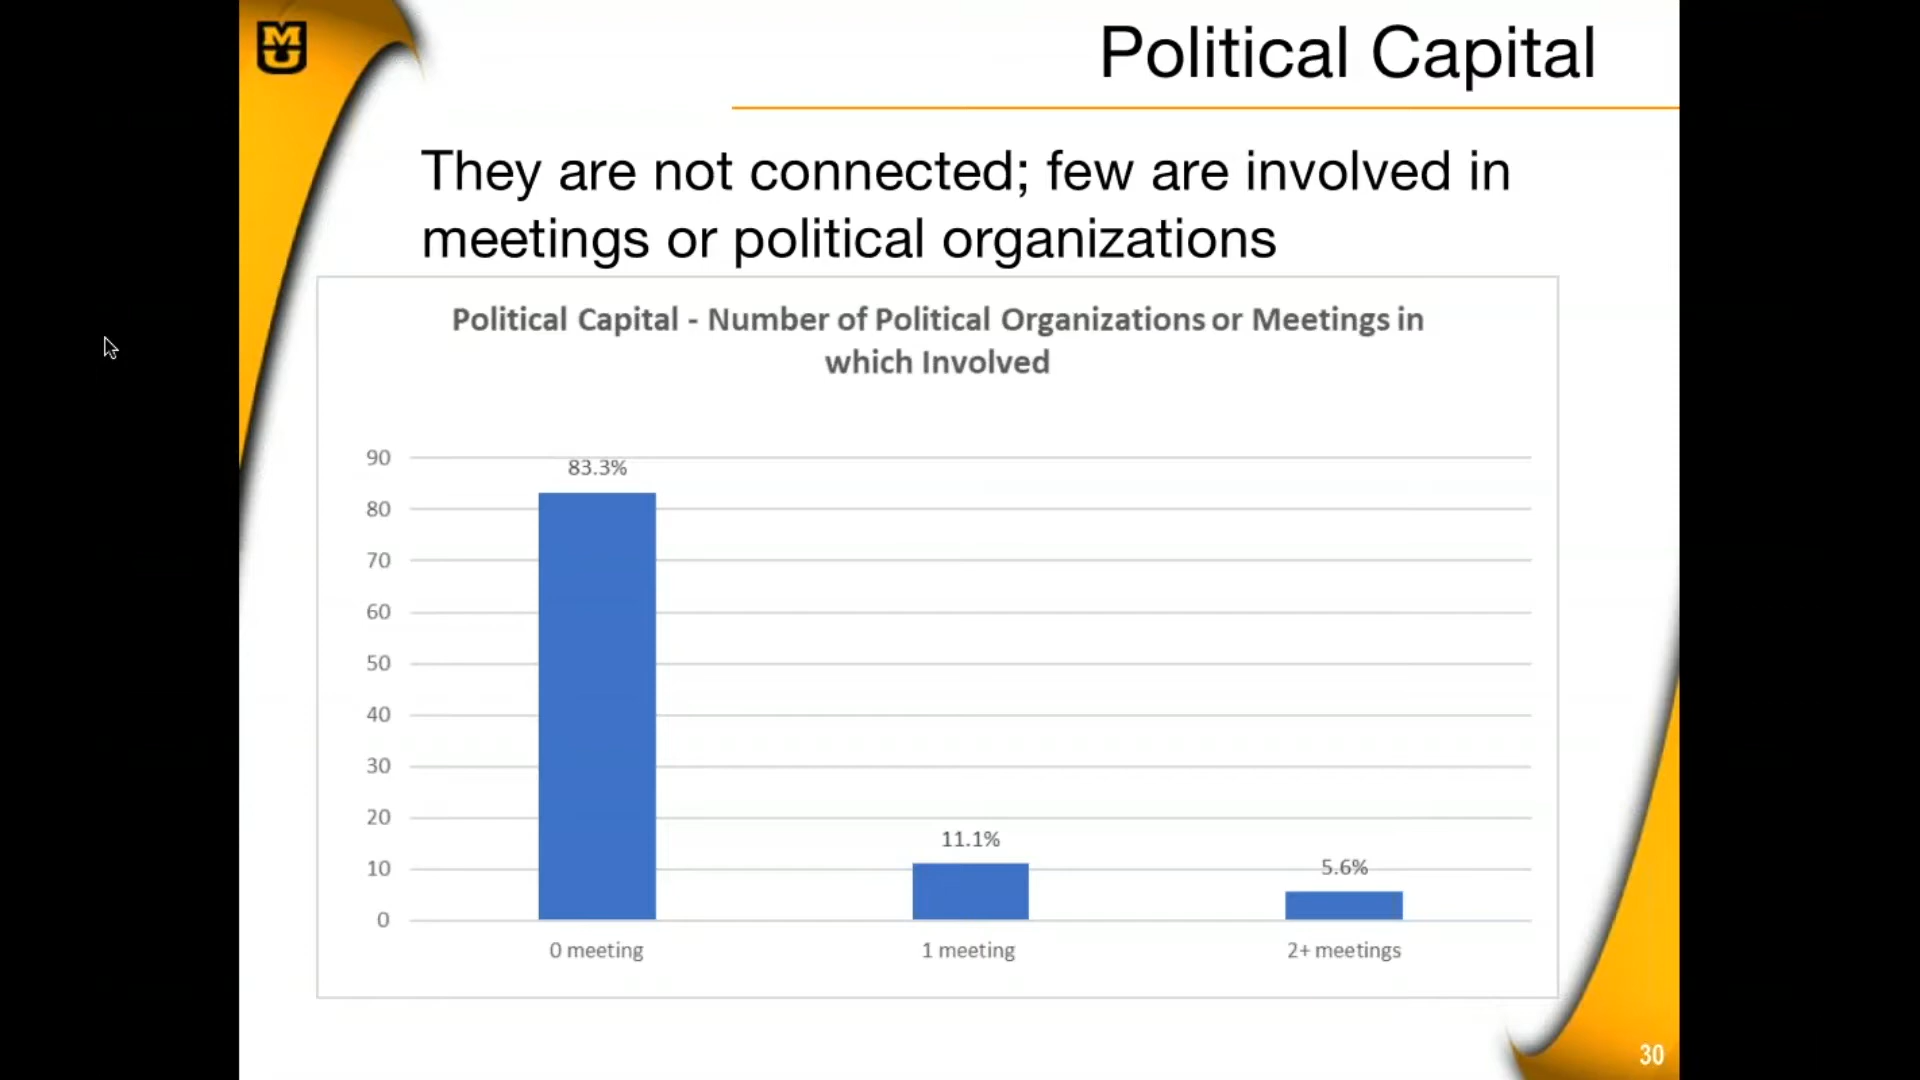 MU
Political Capital
They are not connected; few are involved in
meetings or political organizations
Political Capital - Number of Political Organizations or Meetings in
which Involved
90
80
70
60
50
40
30
20
10
0
83.3%
11.1%
5.6%
0 meeting
1 meeting
2+ meetings
30